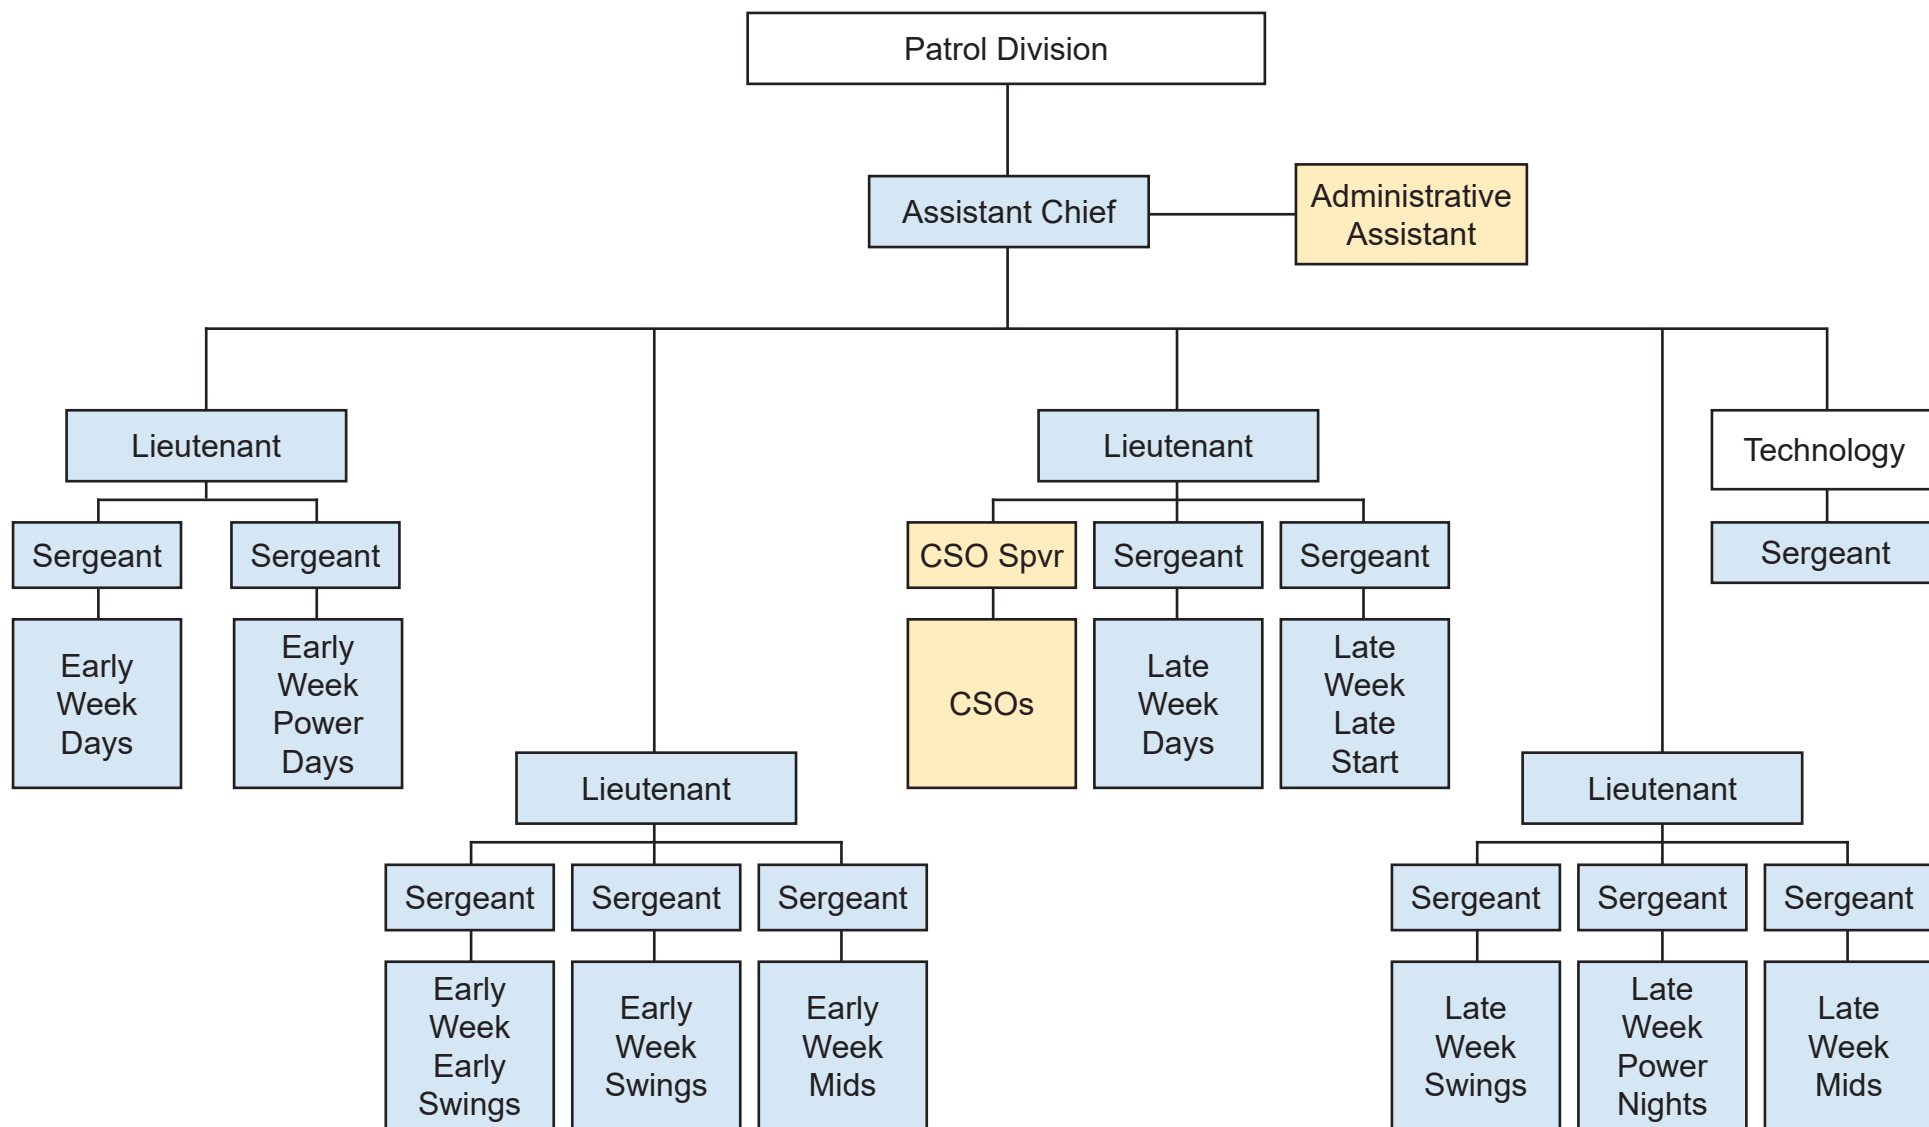 Patrol Division
Assistant Chief
Administrative
Assistant
Lieutenant
Sergeant
Early
Week
Days
Sergeant
Early
Week
Power
Days
Lieutenant
Sergeant
Early
Week
Early
Swings
Sergeant
Early
Week
Swings
Sergeant
Early
Week
Mids
Lieutenant
CSO Spvr
CSOs
Sergeant
Late
Week
Days
Sergeant
Late
Week
Late
Start
Lieutenant
Sergeant
Late
Week
Swings
Sergeant
Late
Week
Power
Nights
Sergeant
Late
Week
Mids
Technology
Sergeant